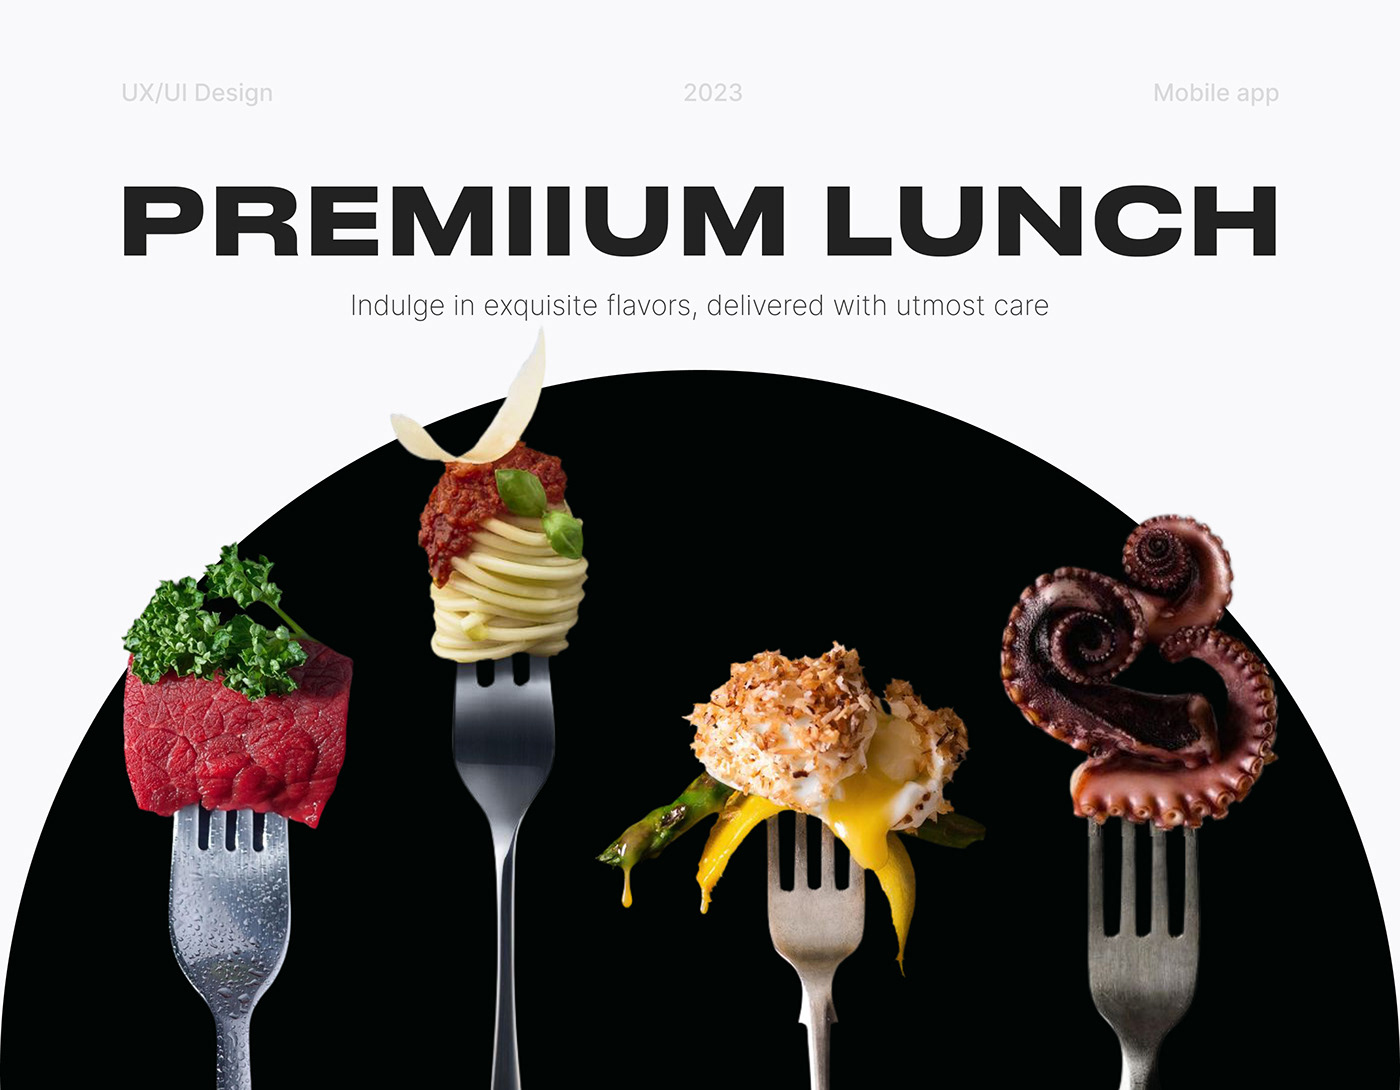 UX/UI Design 2023 Mobile app
PREMIIUM LUNCH
Indulge in exquisite flavors, delivered with utmost care